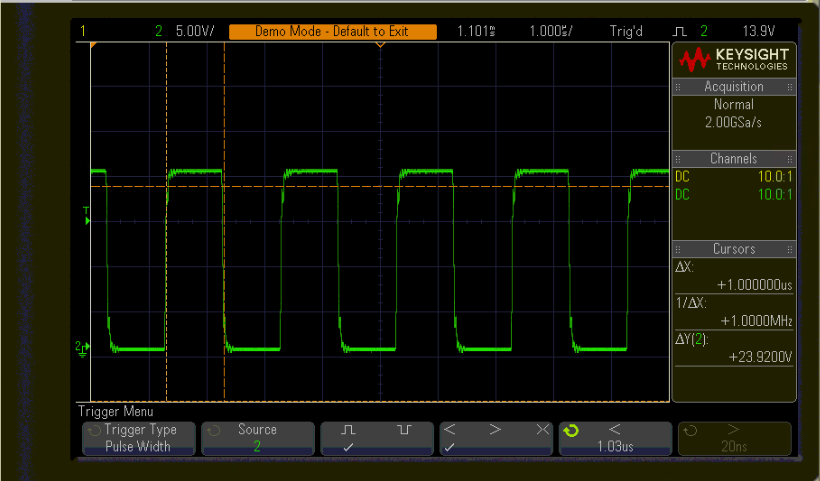 1 2 5.00V/ Demo Mode - Default to Exit 1.101ms 1.000s/ Trig'd 2 13.9V
KEYSIGHT
TECHNOLOGIES
Acquisition
Normal
2.00GSa/s
Channels
DC 10.0:1
DC 10.0:1
Cursors
ΔX:
+1.000000us
1/ΔX:
+1.0000MHz
ΔY(2):
+23.9200V
T
2
Trigger Menu
Trigger Type
Pulse Width
Source
2
< > ><
<
1.03us
>
20ns